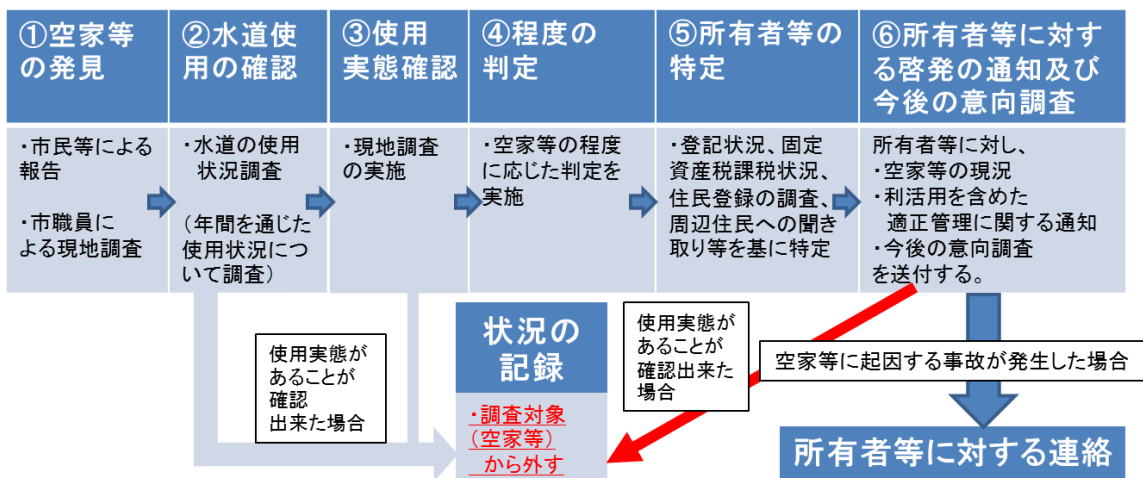 ①空家等
の発見
②水道使
用の確認
③使用
実態確認
④程度の
判定
⑤所有者等の
特定
⑥所有者等に対す
る啓発の通知及び
今後の意向調査
・市民等による
報告
・市職員に
よる現地調査
・水道の使用
状況調査
(年間を通じた
使用状況につ
いて調査)
・現地調査
の実施
・空家等の程度
に応じた判定を
実施
・登記状況、固定
資産税課税状況、
住民登録の調査、
周辺住民への聞き
取り等を基に特定
所有者等に対し、
・空家等の現況
・利活用を含めた
適正管理に関する通知
・今後の意向調査
を送付する。
使用実態が
あることが
確認
出来た場合
状況の
記録
・調査対象
(空家等)
から外す
使用実態が
あることが
確認出来た
場合
空家等に起因する事故が発生した場合
所有者等に対する連絡